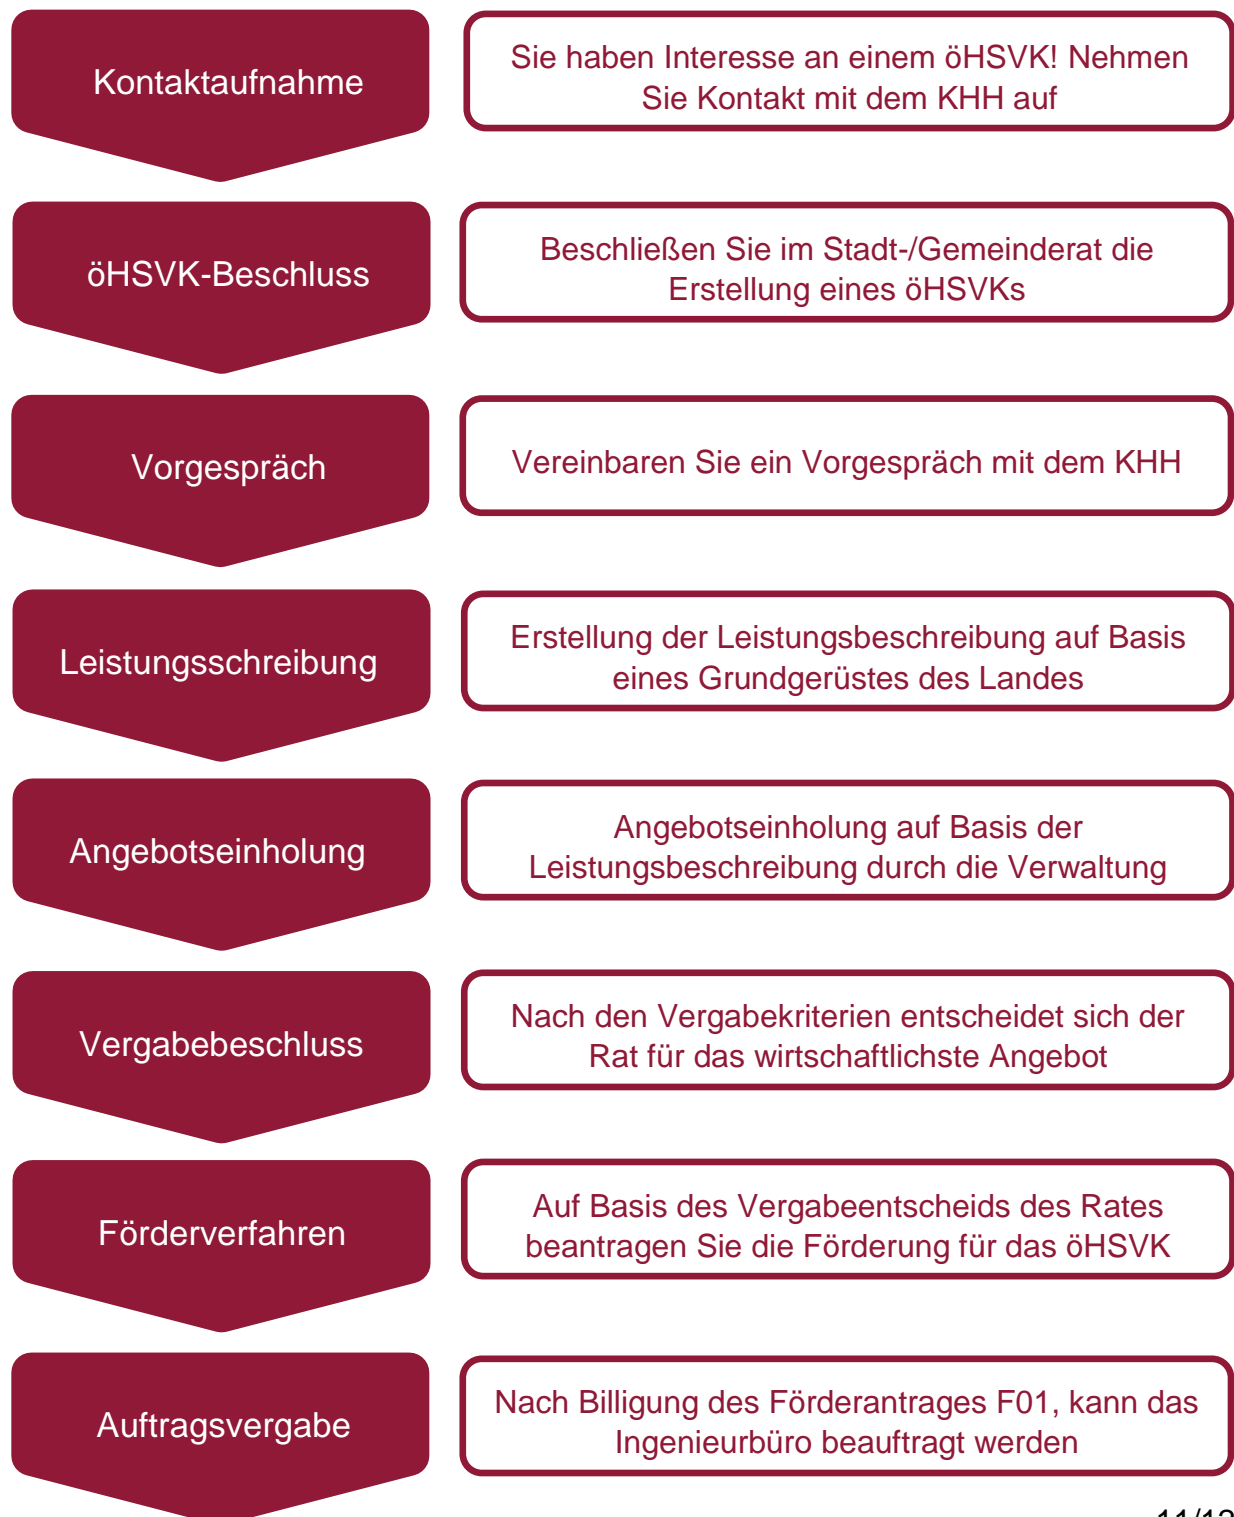 Kontaktaufnahme
Sie haben Interesse an einem öHSVK! Nehmen
Sie Kontakt mit dem KHH auf
öHSVK-Beschluss
Beschließen Sie im Stadt-/Gemeinderat die
Erstellung eines öHSVKs
Vorgespräch
Vereinbaren Sie ein Vorgespräch mit dem KHH
Leistungsschreibung
Erstellung der Leistungsbeschreibung auf Basis
eines Grundgerüstes des Landes
Angebotseinholung
Angebotseinholung auf Basis der
Leistungsbeschreibung durch die Verwaltung
Vergabebeschluss
Nach den Vergabekriterien entscheidet sich der
Rat für das wirtschaftlichste Angebot
Förderverfahren
Auf Basis des Vergabeentscheids des Rates
beantragen Sie die Förderung für das öHSVK
Auftragsvergabe
Nach Billigung des Förderantrages F01, kann das
Ingenieurbüro beauftragt werden